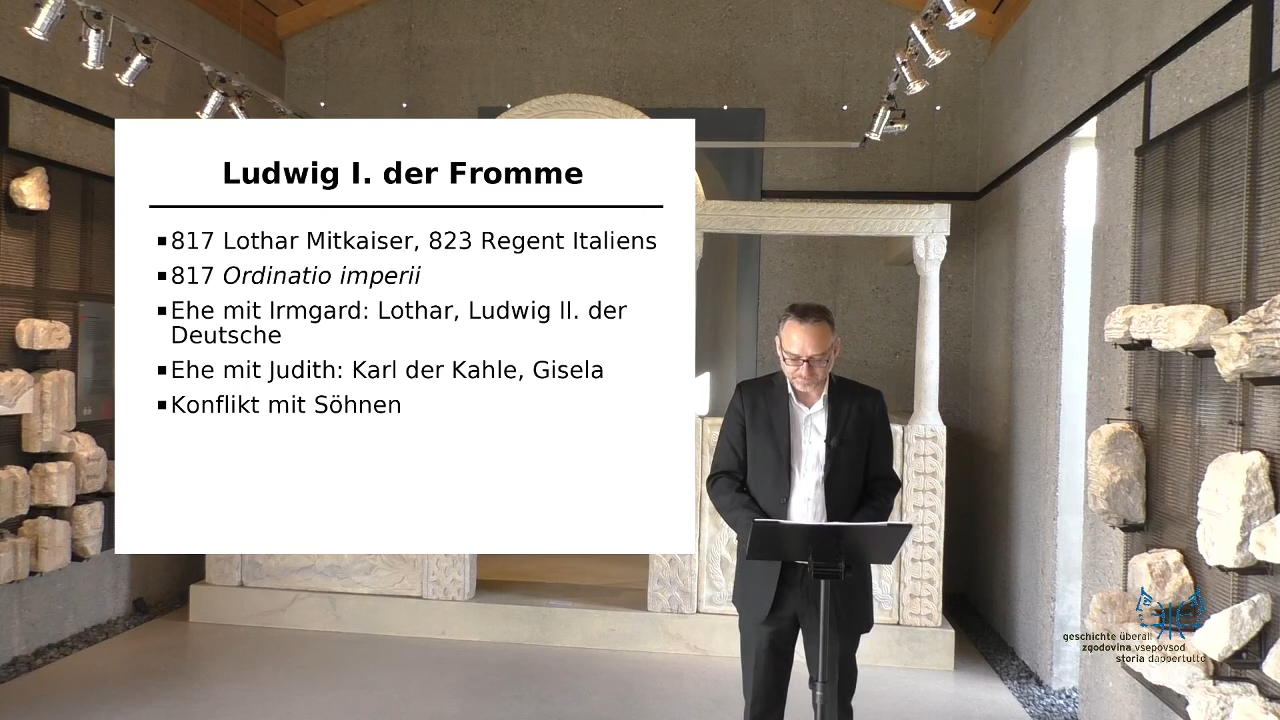 Ludwig I. der Fromme
▪817 Lothar Mitkaiser, 823 Regent Italiens
▪817 Ordinatio imperii
▪Ehe mit Irmgard: Lothar, Ludwig II. der
Deutsche
▪Ehe mit Judith: Karl der Kahle, Gisela
▪Konflikt mit Söhnen
geschichte überall
zgodovina vsepovsod
storia dappertutto